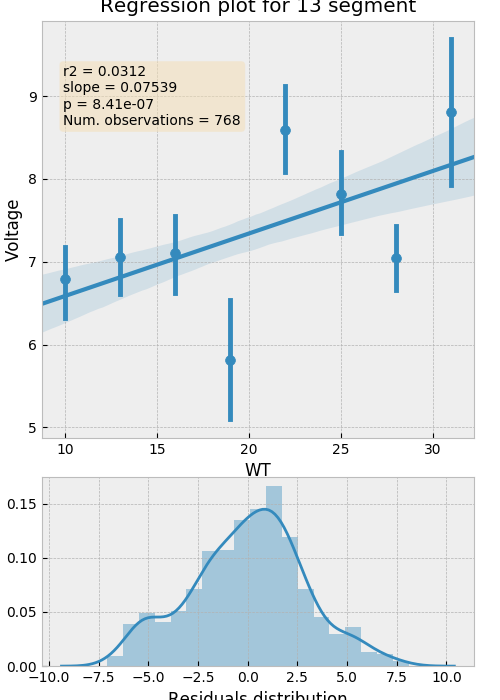 Regression plot for 13 segment
r2 = 0.0312
slope = 0.07539
p = 8.41e-07
Num. observations = 768
Voltage
9
8
7
6
5
10 15 20 25 30
WT
0.15
0.10
0.05
0.00
−10.0 −7.5 −5.0 −2.5 0.0 2.5 5.0 7.5 10.0
Residuals distribution